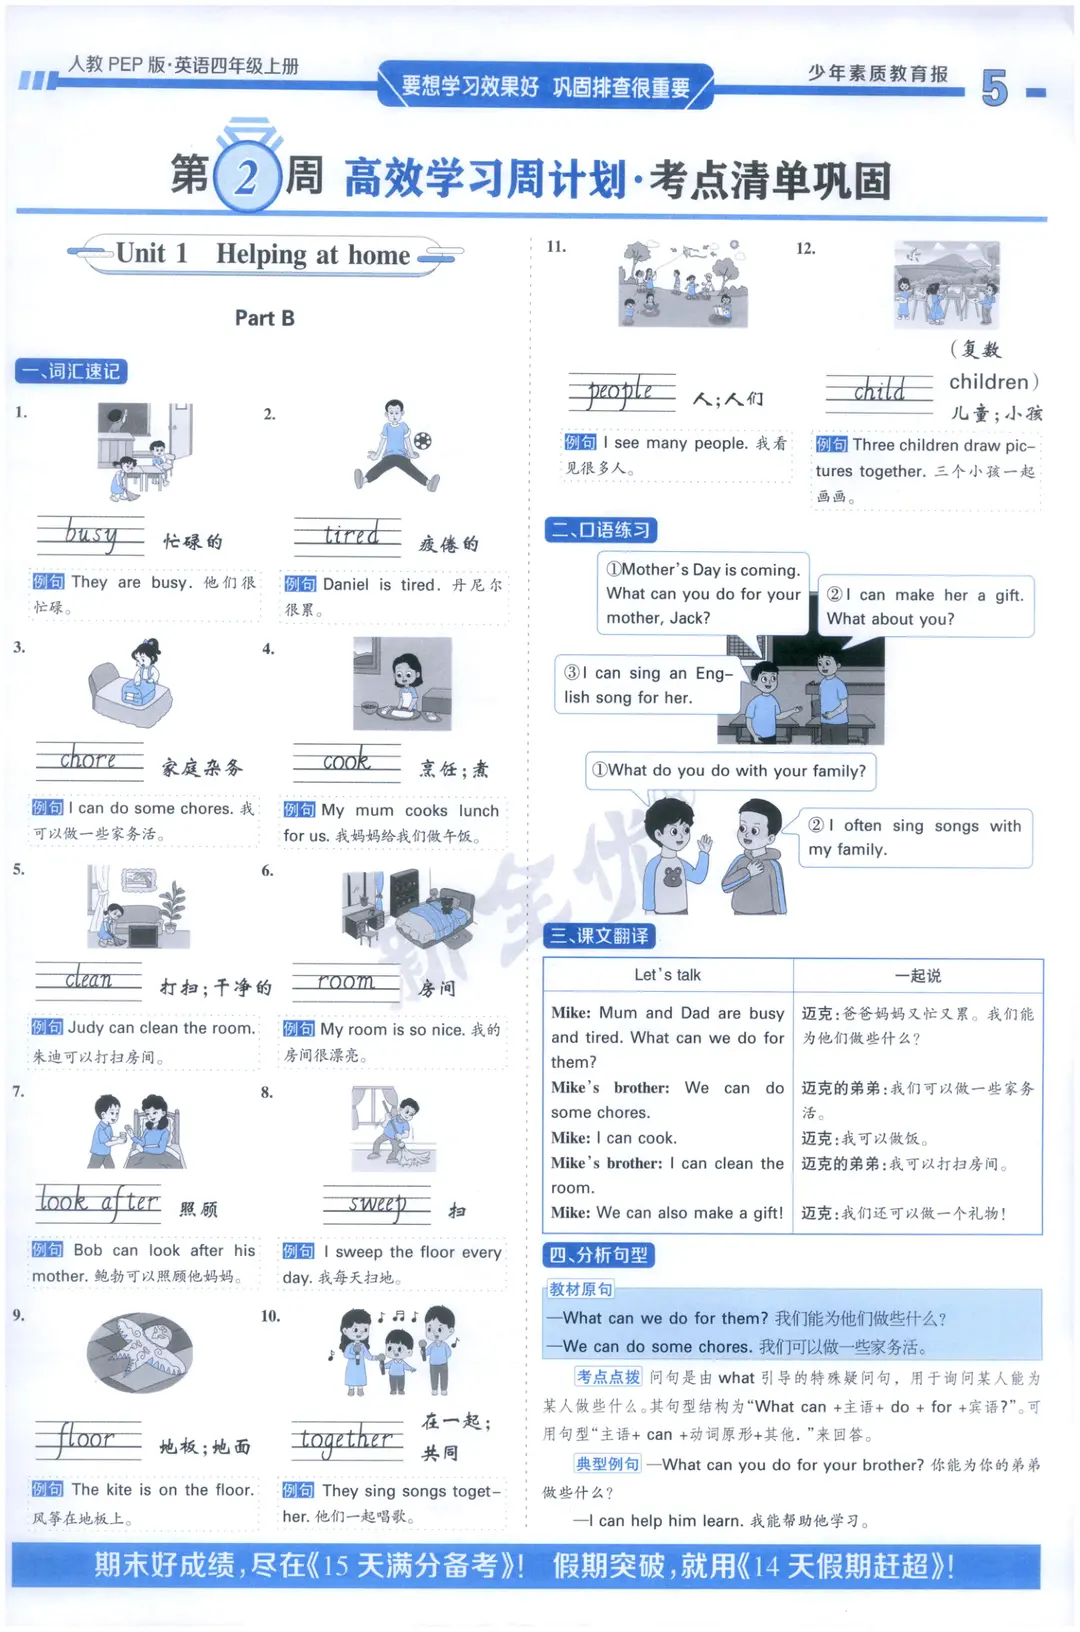 人教 PEP 版·英语四年级上册
要想学习效果好 巩固排查很重要
少年素质教育报
5
第2周 高效学习周计划·考点清单巩固
Unit 1 Helping at home
Part B
一、词汇速记
1.
busy 忙碌的
例句 They are busy. 他们很
忙碌。
2.
tired 疲倦的
例句 Daniel is tired. 丹尼尔
很累。
3.
chore 家庭杂务
例句 I can do some chores. 我
可以做一些家务活。
4.
cook 烹饪;煮
例句 My mum cooks lunch
for us. 我妈妈给我们做午饭。
5.
clean 打扫;干净的
例句 Judy can clean the room.
朱迪可以打扫房间。
6.
room 房间
例句 My room is so nice. 我的
房间很漂亮。
7.
look after 照顾
例句 Bob can look after his
mother. 鲍勃可以照顾他妈妈。
8.
sweep 扫
例句 I sweep the floor every
day. 我每天扫地。
9.
floor 地板;地面
例句 The kite is on the floor.
风筝在地板上。
10.
together 在一起;
共同
例句 They sing songs toget-
her. 他们一起唱歌。
11.
people 人;人们
例句 I see many people. 我看
见很多人。
12.
child (复数
children)
儿童;小孩
例句 Three children draw pic-
tures together. 三个小孩一起
画画。
二、口语练习
①Mother's Day is coming.
What can you do for your
mother, Jack?
②I can make her a gift.
What about you?
③I can sing an Eng-
lish song for her.
①What do you do with your family?
②I often sing songs with
my family.
新全优
三、课文翻译
Let's talk 一起说
Mike: Mum and Dad are busy
and tired. What can we do for
them?
迈克:爸爸妈妈又忙又累。我们能
为他们做些什么?
Mike's brother: We can do
some chores.
迈克的弟弟:我们可以做一些家务
活。
Mike: I can cook.
迈克:我可以做饭。
Mike's brother: I can clean the
room.
迈克的弟弟:我可以打扫房间。
Mike: We can also make a gift!
迈克:我们还可以做一个礼物!
四、分析句型
教材原句
—What can we do for them? 我们能为他们做些什么?
—We can do some chores. 我们可以做一些家务活。
考点点拨 问句是由 what 引导的特殊疑问句，用于询问某人能为
某人做些什么。其句型结构为“What can +主语+ do + for +宾语?”。可
用句型“主语+ can +动词原形+其他.”来回答。
典型例句 —What can you do for your brother? 你能为你的弟弟
做些什么?
—I can help him learn. 我能帮助他学习。
期末好成绩,尽在《15 天满分备考》! 假期突破,就用《14 天假期赶超》!